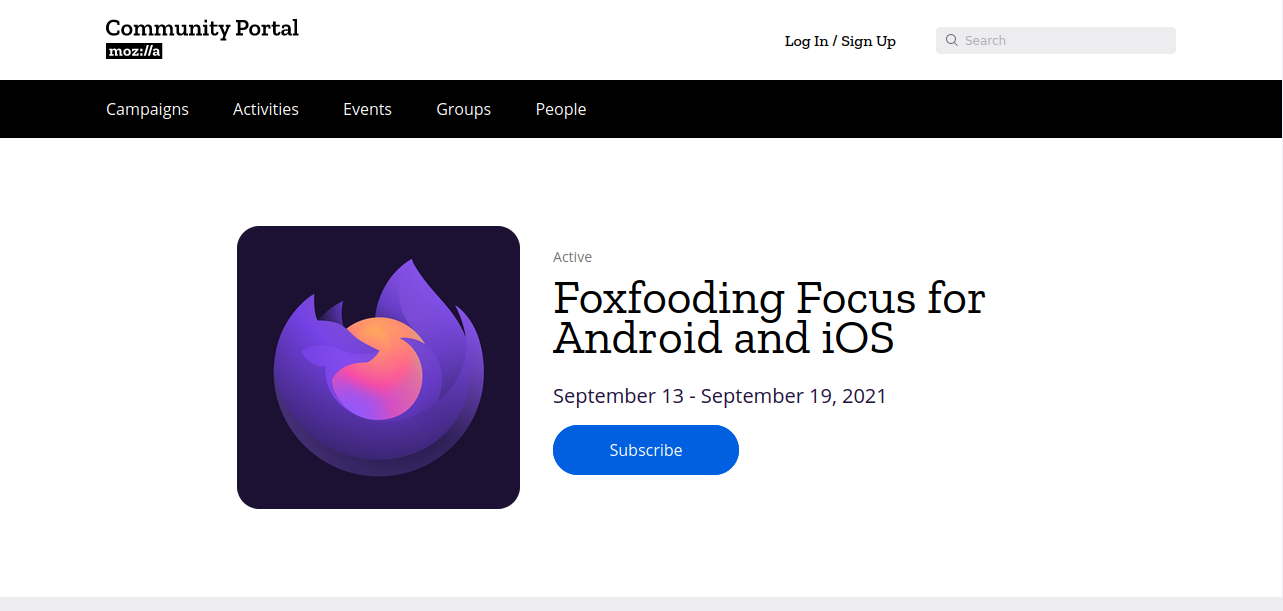 Community Portal
moz://a
Log In / Sign Up
Search
Campaigns Activities Events Groups People
Active
Foxfooding Focus for
Android and iOS
September 13 - September 19, 2021
Subscribe